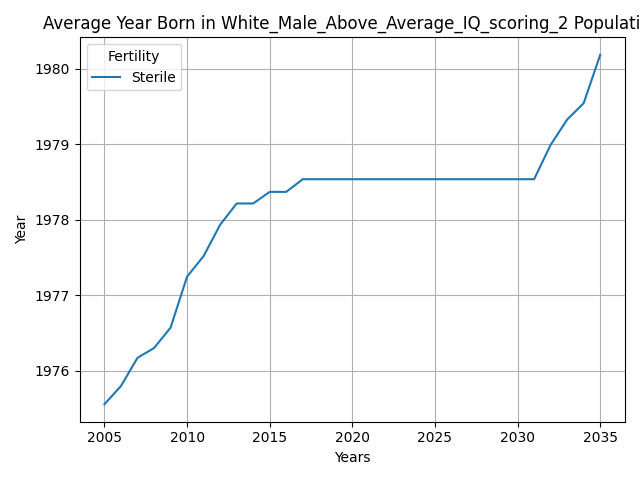 Average Year Born in White_Male_Above_Average_IQ_scoring_2 Populati
Fertility
Sterile
1980
1979
1978
1977
1976
Year
2005 2010 2015 2020 2025 2030 2035
Years